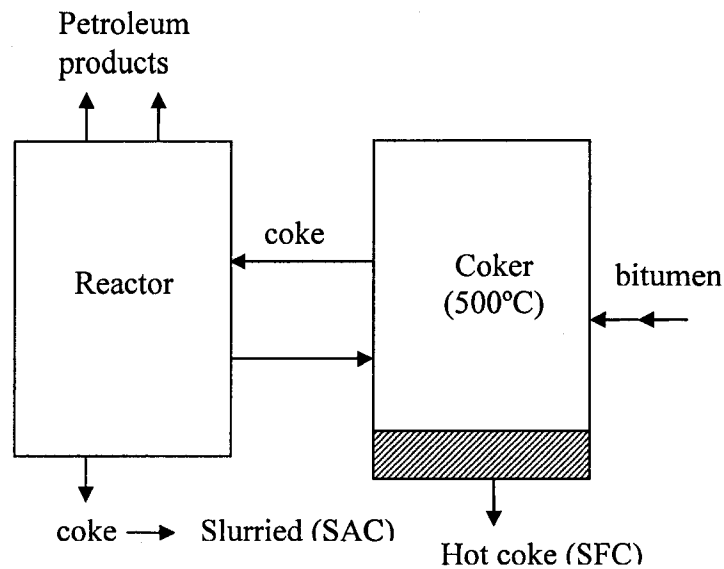 Petroleum
products
coke
Reactor
Coker
(500ºC)
bitumen
coke
Slurried (SAC)
Hot coke (SFC)